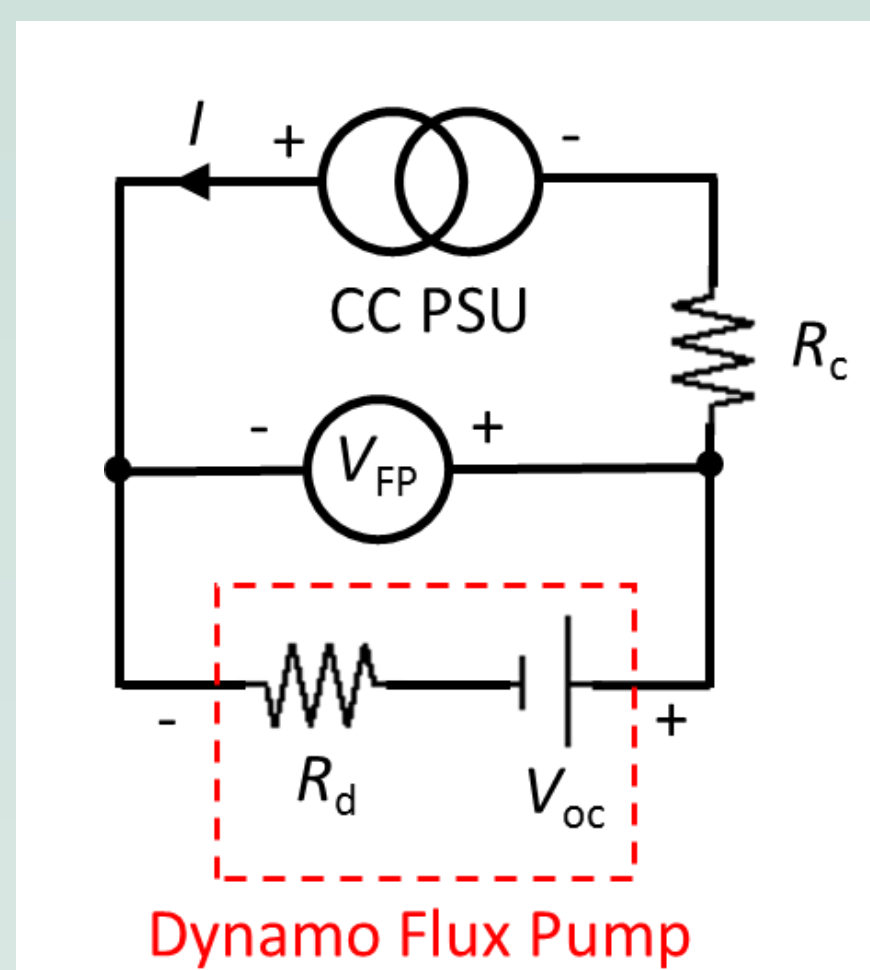 I
+ -
CC PSU
Rc
- +
VFP
- +
Rd
Voc
Dynamo Flux Pump